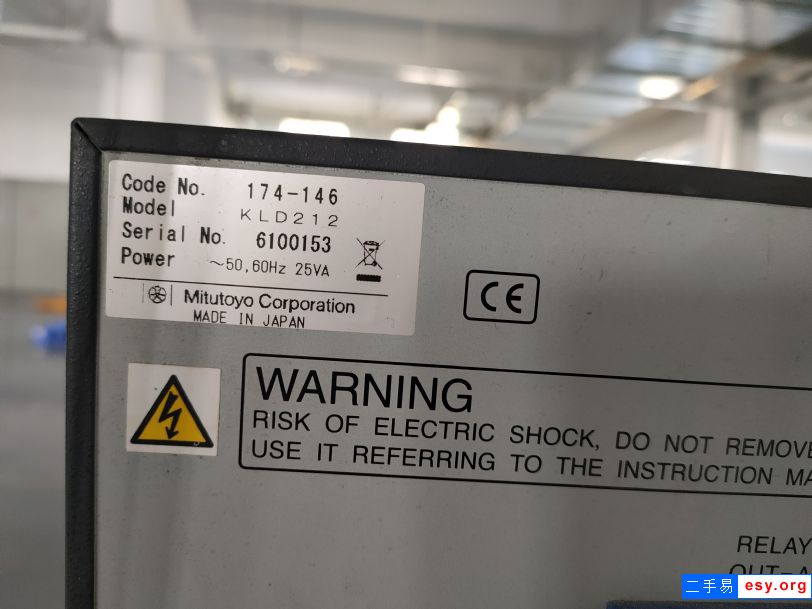 Code No. 174-146
Model KLD212
Serial No. 6100153
Power ~50,60Hz 25VA
Mitutoyo Corporation
MADE IN JAPAN
CE
WARNING
RISK OF ELECTRIC SHOCK, DO NOT REMOVE
USE IT REFERRING TO THE INSTRUCTION MA
RELAY
OUT-A
二手易 esy.org